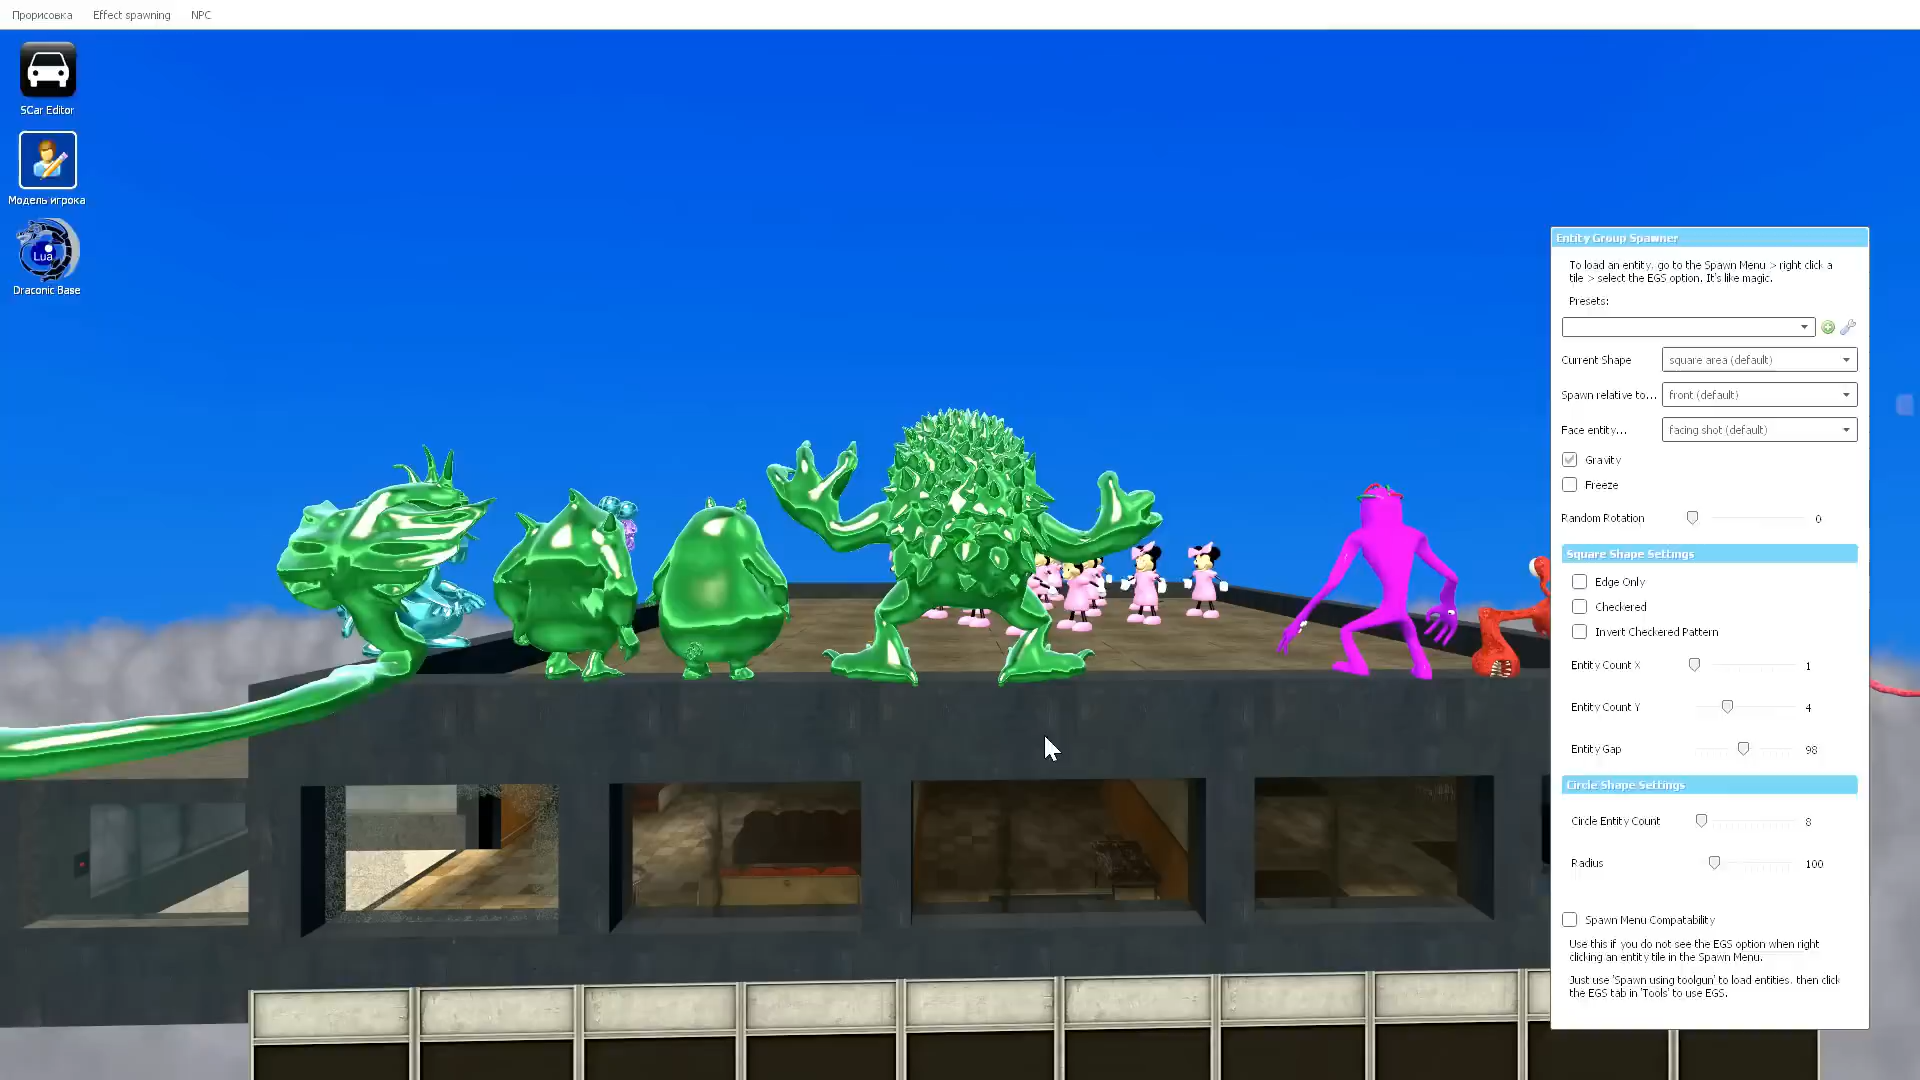 Прорисовка Effect spawning NPC
SCar Editor
Модель игрока
Lua
Draconic Base
Entity Group Spawner
To load an entity, go to the Spawn Menu > right click a
tile > select the EGS option. It's like magic.
Presets:
Current Shape square area (default)
Spawn relative to... front (default)
Face entity... facing shot (default)
Gravity
Freeze
Random Rotation 0
Square Shape Settings
Edge Only
Checkered
Invert Checkered Pattern
Entity Count X 1
Entity Count Y 4
Entity Gap 98
Circle Shape Settings
Circle Entity Count 8
Radius 100
Spawn Menu Compatability
Use this if you do not see the EGS option when right
clicking an entity tile in the Spawn Menu.
Just use 'Spawn using toolgun' to load entities, then click
the EGS tab in 'Tools' to use EGS.